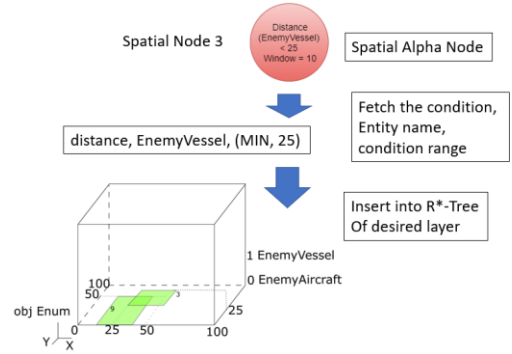 Spatial Node 3
Distance
(EnemyVessel)
< 25
Window = 10
Spatial Alpha Node
Fetch the condition,
Entity name,
condition range
distance, EnemyVessel, (MIN, 25)
Insert into R*-Tree
Of desired layer
1 EnemyVessel
0 EnemyAircraft
100
50
9
3
25
obj Enum
0
25
50
100
Y
X